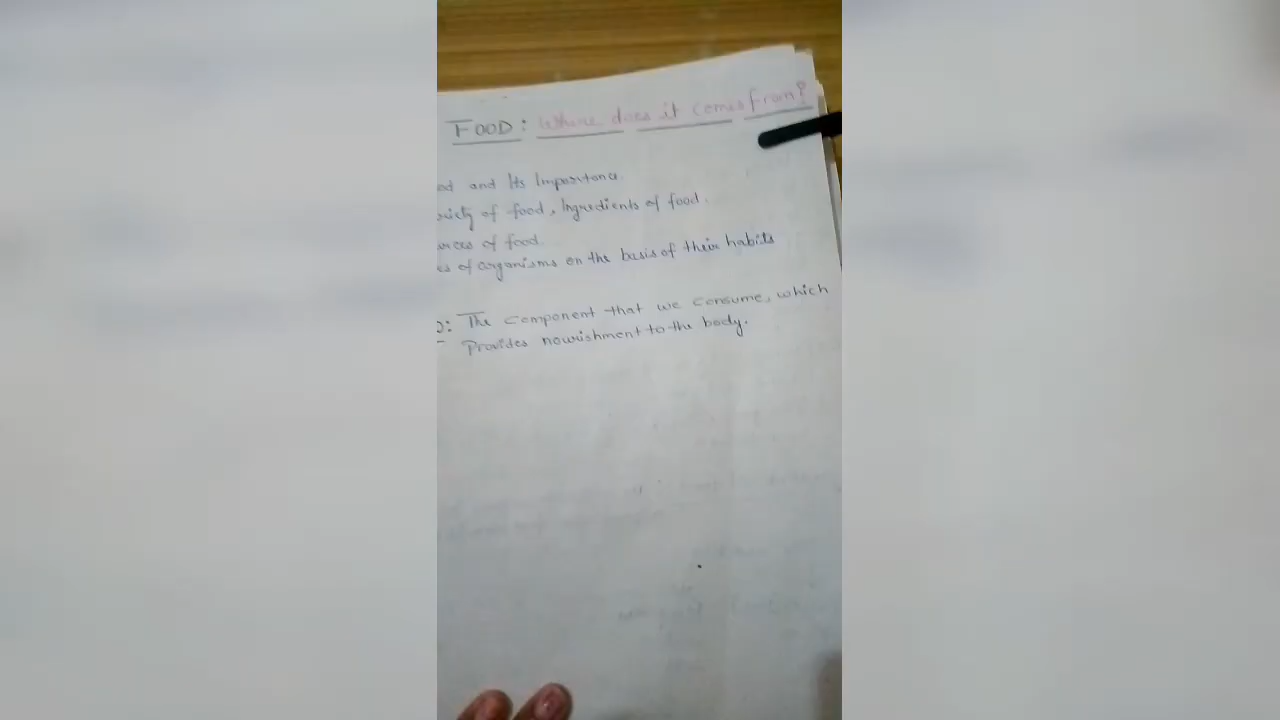 FOOD: Where does it comes from?
and Its Importance.
of food, Ingredients of food.
of food.
of organisms on the basis of their habits
The component that we consume, which
Provides nourishment to the body.